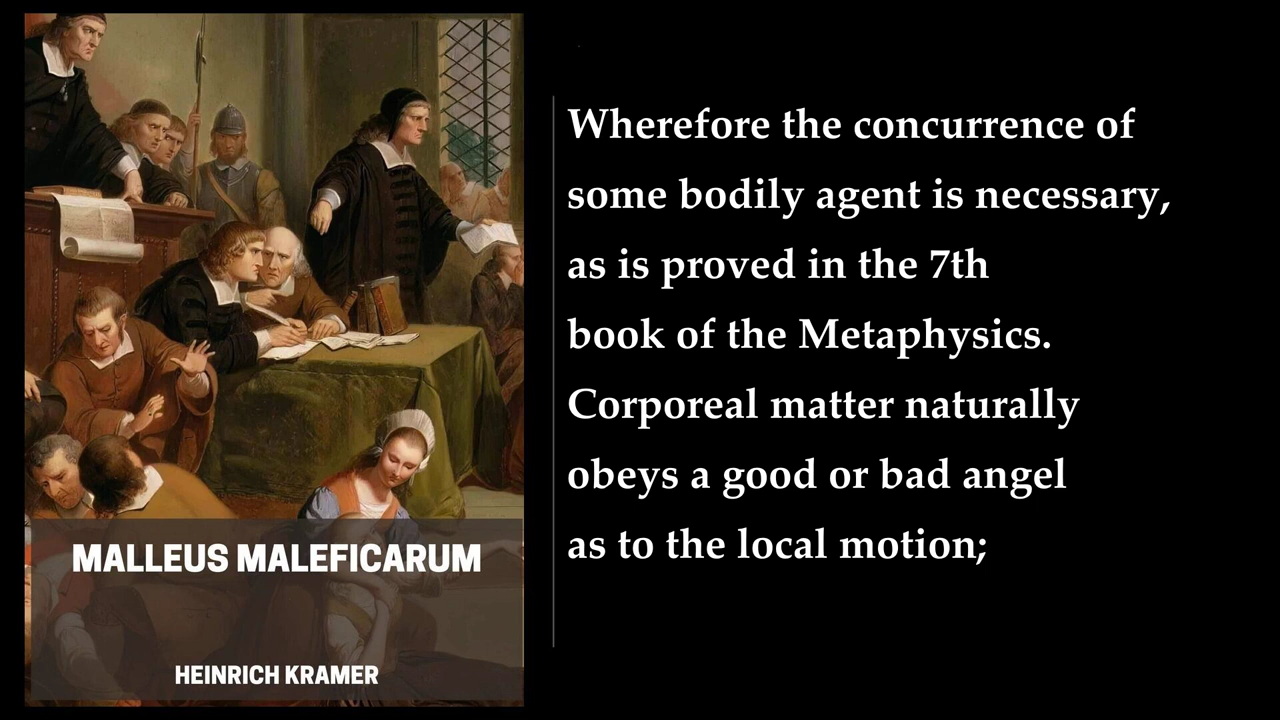 MALLEUS MALEFICARUM
HEINRICH KRAMER
Wherefore the concurrence of
some bodily agent is necessary,
as is proved in the 7th
book of the Metaphysics.
Corporeal matter naturally
obeys a good or bad angel
as to the local motion;